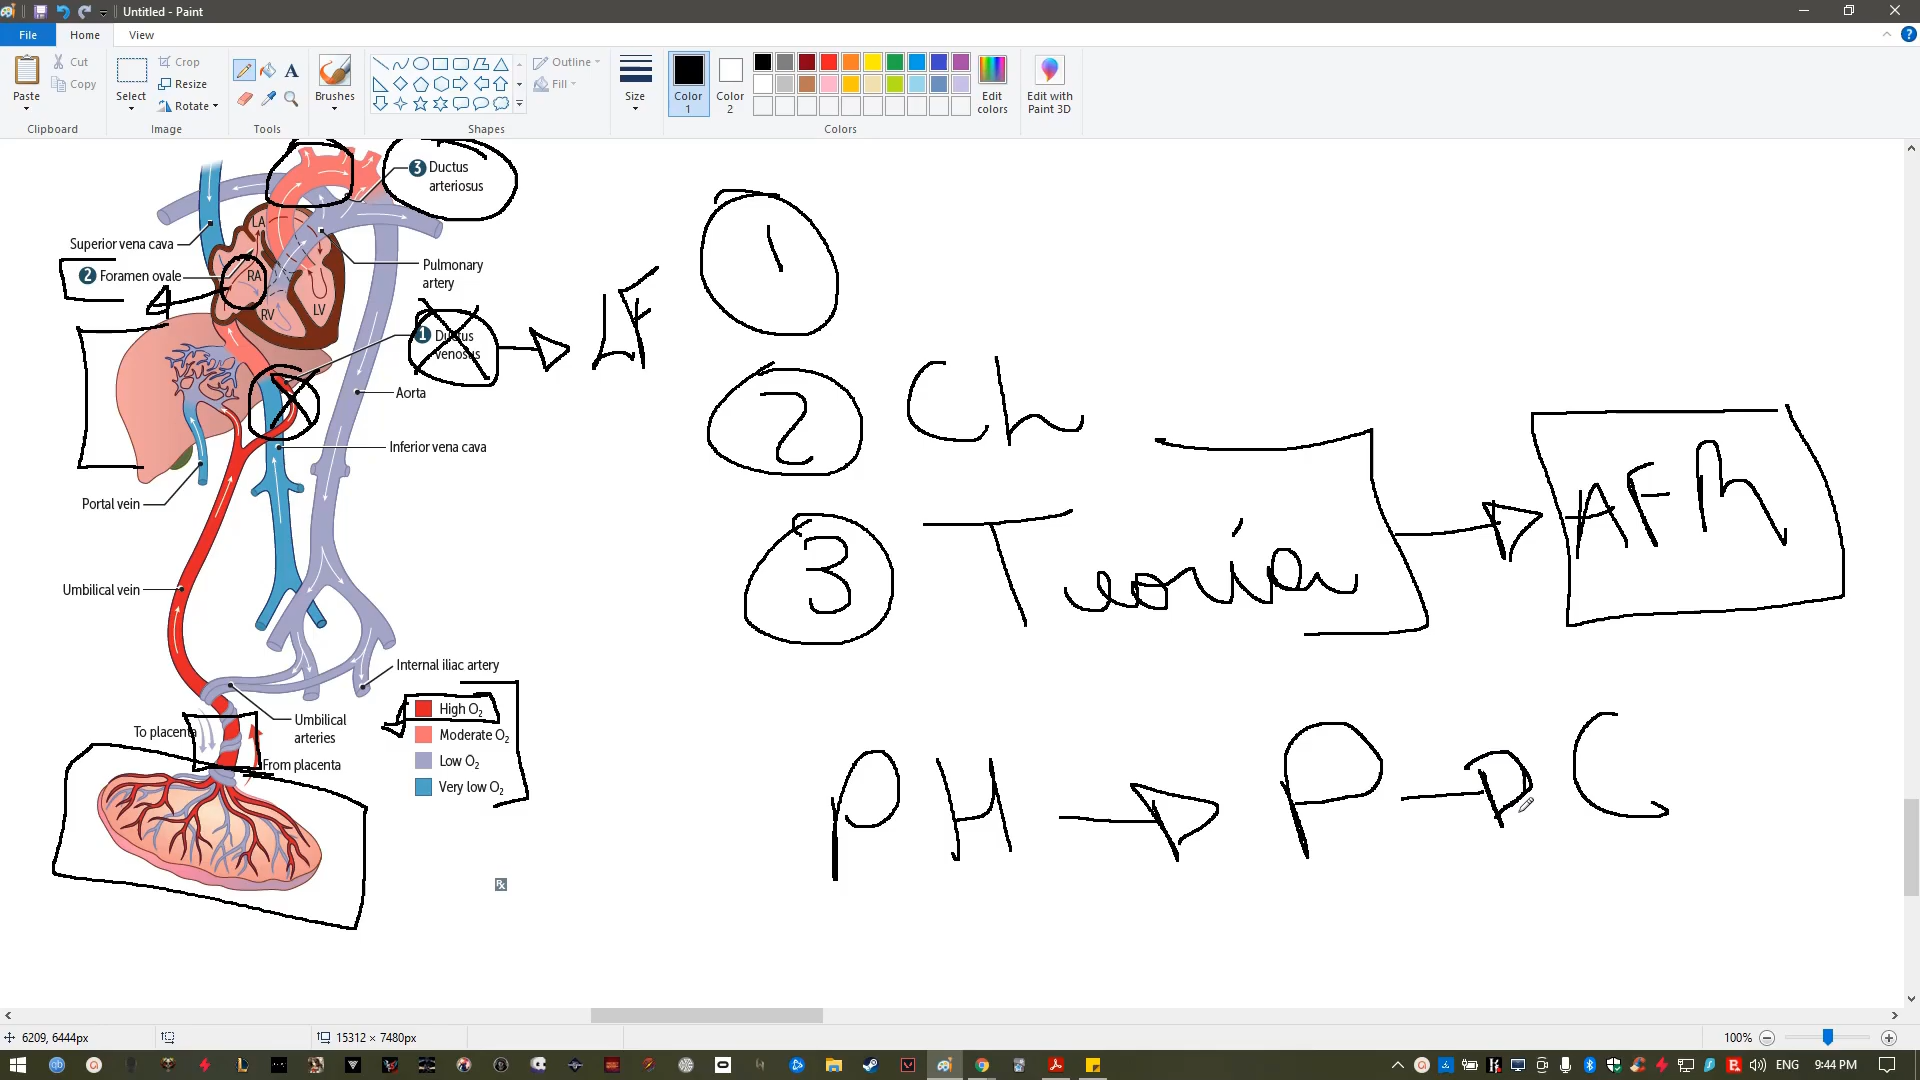 Untitled - Paint
File
Home
View
Paste
Cut
Copy
Clipboard
Select
Crop
Resize
Rotate
Image
A
Tools
Brushes
Outline
Fill
Shapes
Size
Color
1
Color
2
Edit
colors
Colors
Edit with
Paint 3D
3 Ductus
arteriosus
LA
Superior vena cava
2 Foramen ovale
RA
Pulmonary
artery
RV
LV
1 Ductus
venosus
LF
Aorta
Inferior vena cava
Portal vein
Umbilical vein
Internal iliac artery
To placenta
Umbilical
arteries
From placenta
High O₂
Moderate O₂
Low O₂
Very low O₂
1
2 Ch
3
AFM
PH
P
C
6209, 6444px
15312 × 7480px
100%
ENG
9:44 PM